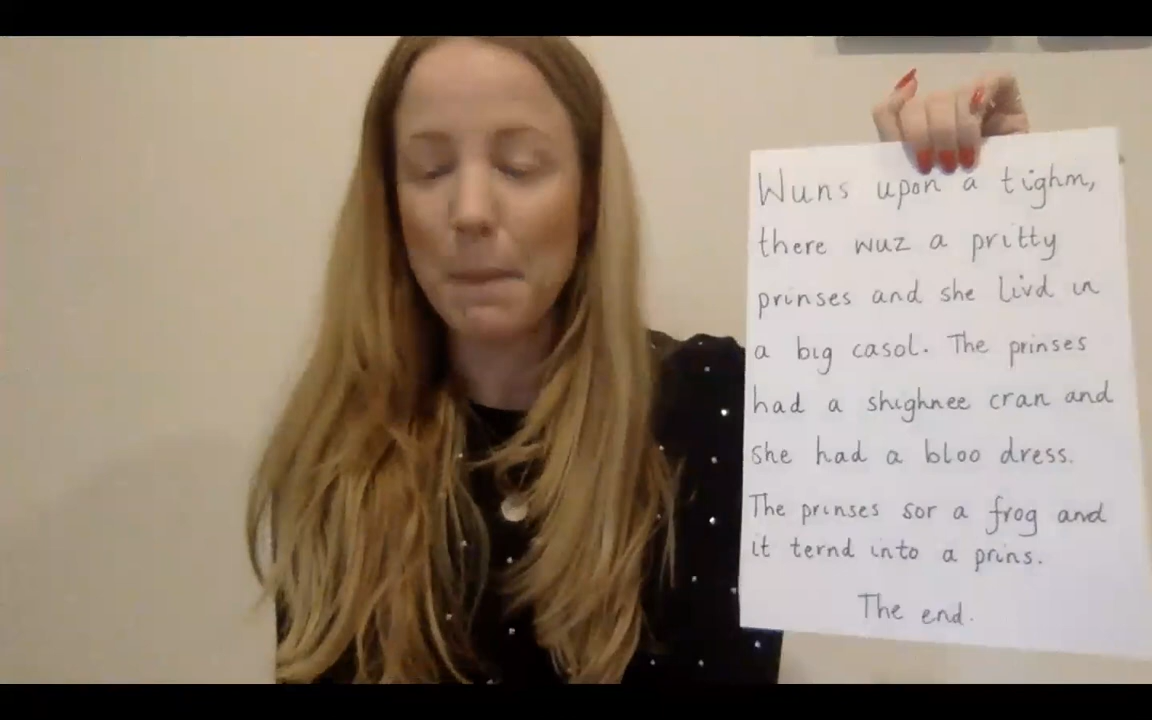 Wuns upon a tighm,
there wuz a pritty
prinses and she livd in
a big casol. The prinses
had a shighnee cran and
she had a bloo dress.
The prinses sor a frog and
it ternd into a prins.
The end.